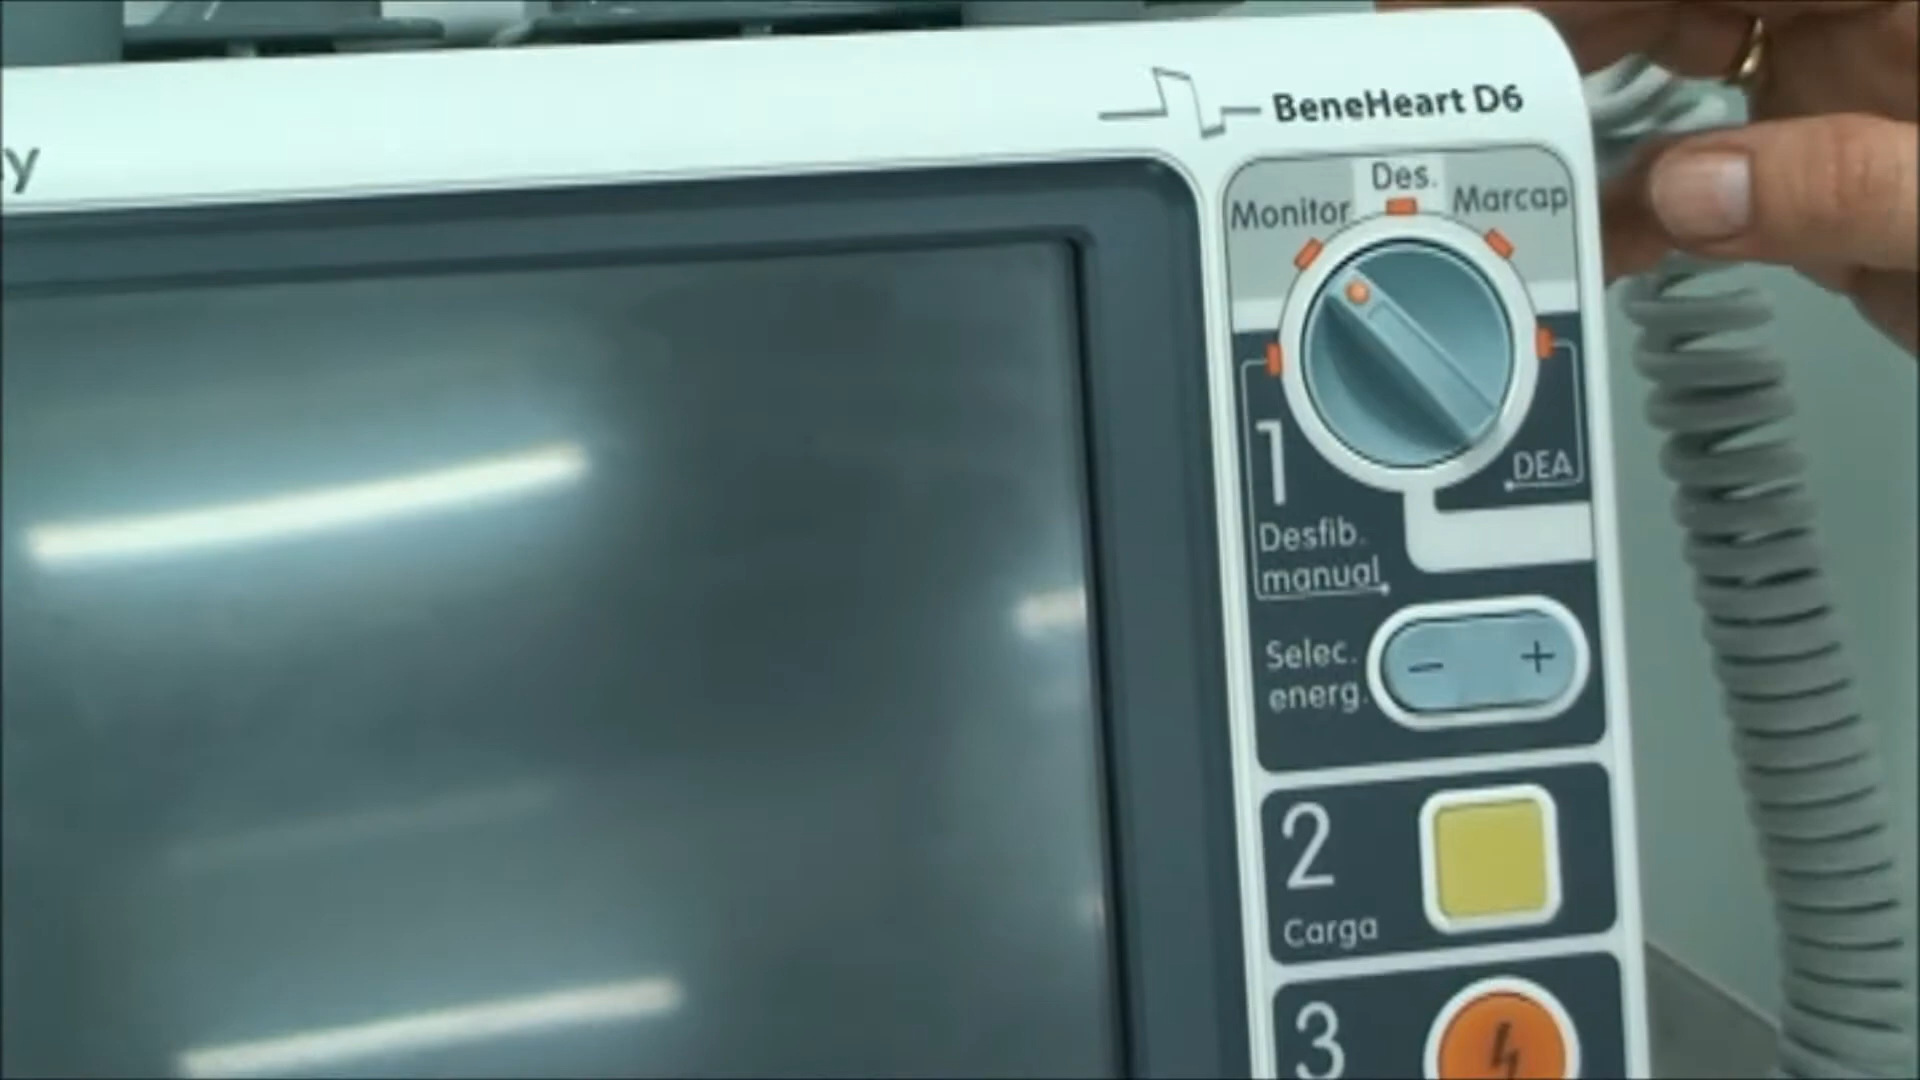 y
BeneHeart D6
Des.
Monitor
Marcap
1
DEA
Desfib.
manual
Selec.
energ.
- +
2
Carga
3